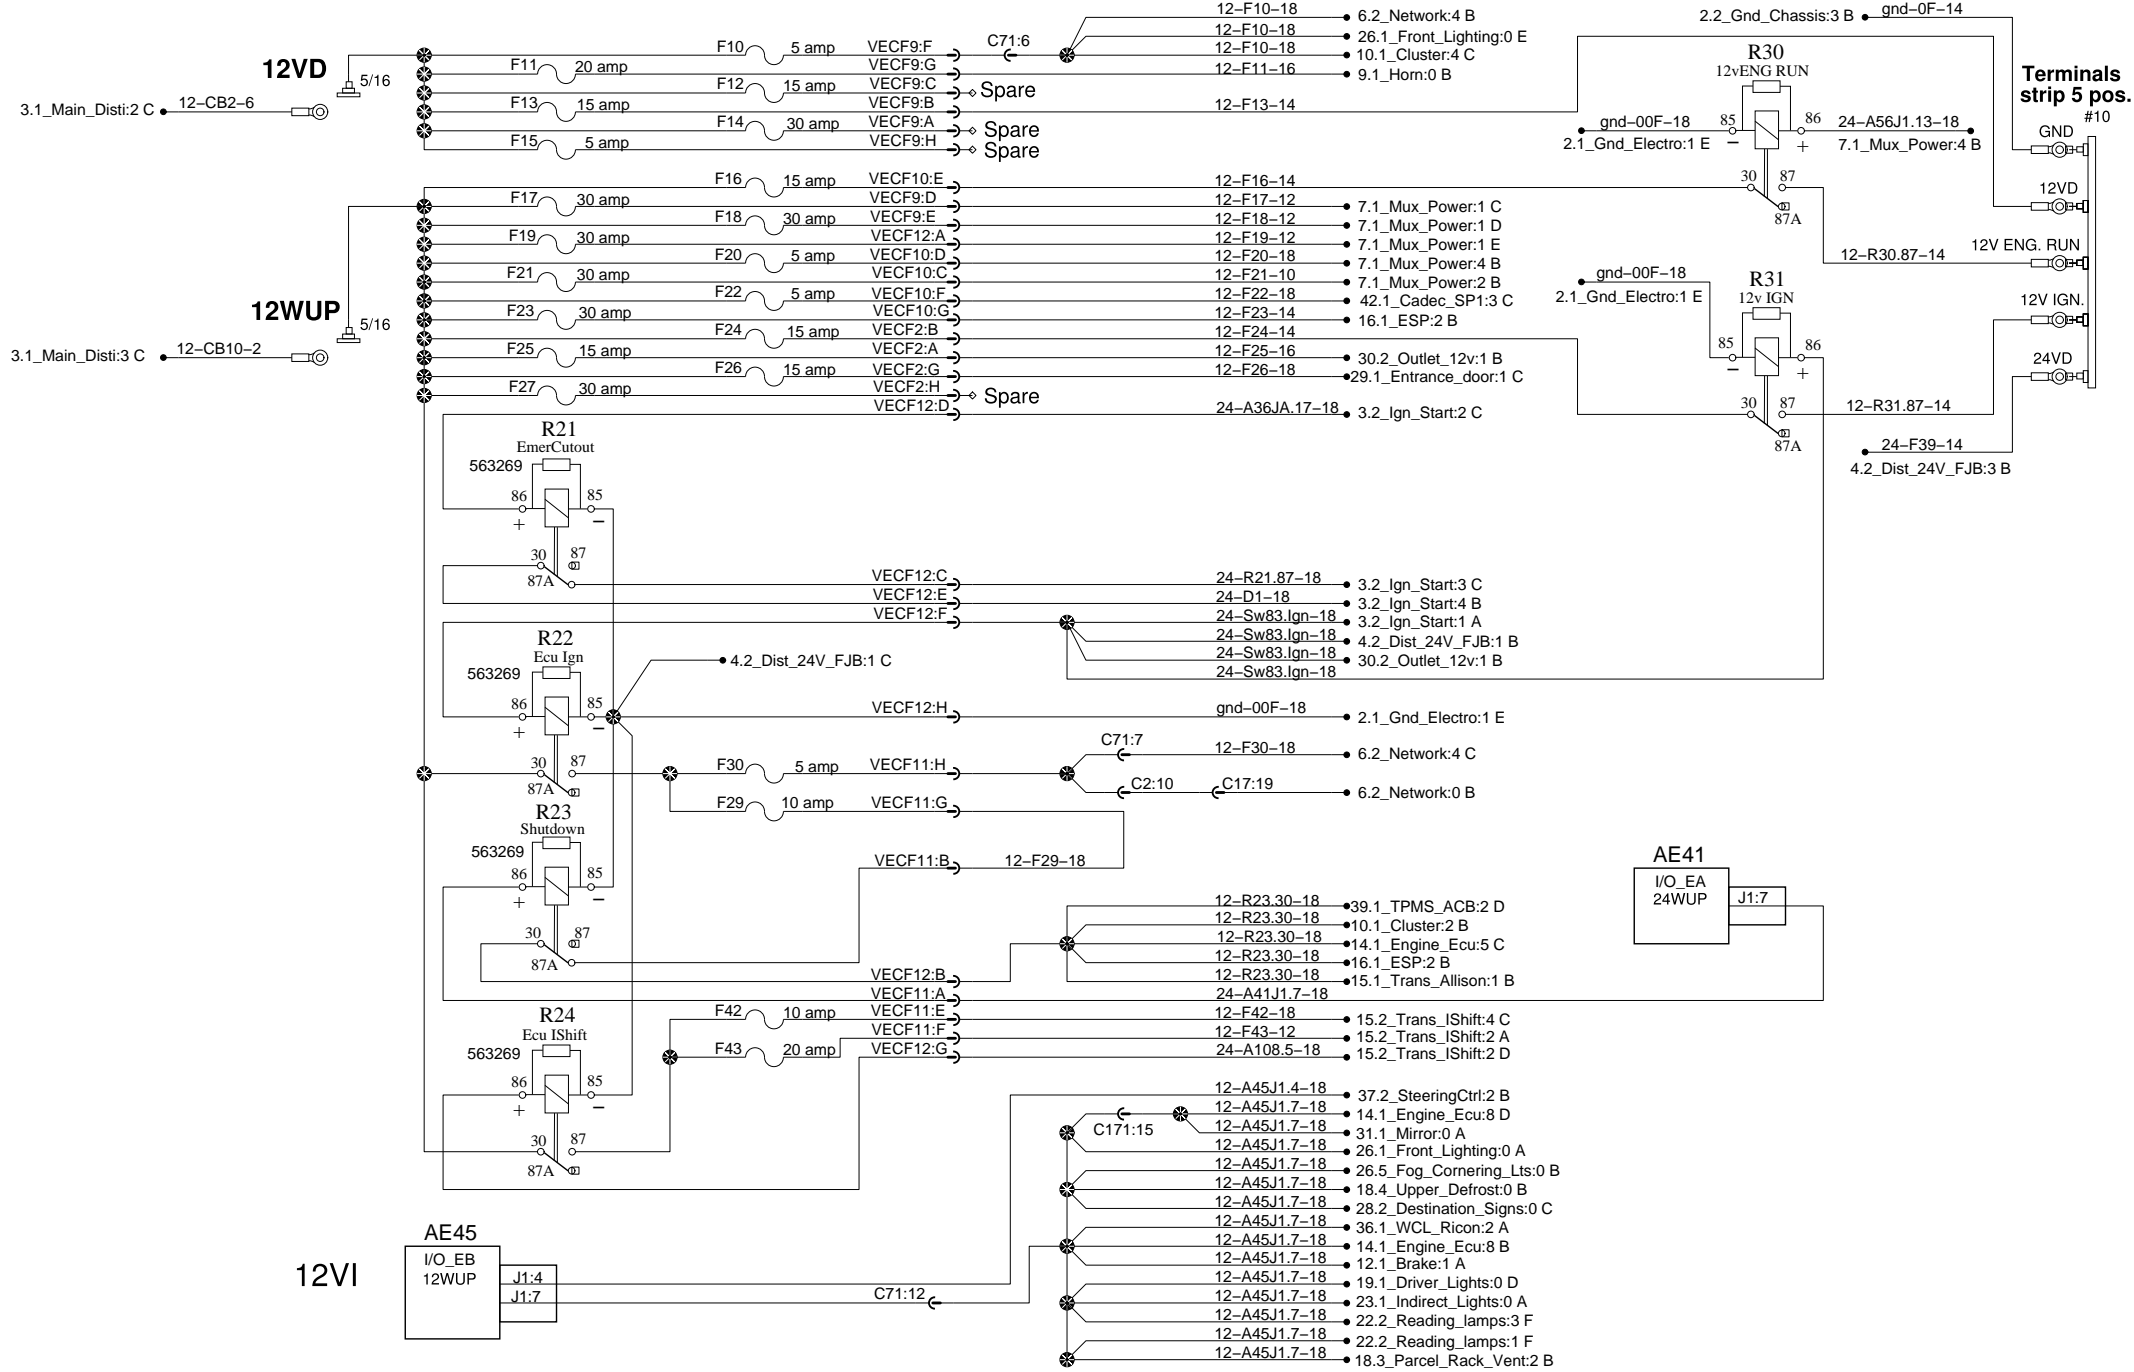 12VD
5/16
3.1_Main_Disti:2 C
12–CB2–6
F10 5 amp VECF9:F C71:6
12–F10–18 6.2_Network:4 B
12–F10–18 26.1_Front_Lighting:0 E
12–F10–18 10.1_Cluster:4 C
F11 20 amp VECF9:G 12–F11–16 9.1_Horn:0 B
F12 15 amp VECF9:C Spare
F13 15 amp VECF9:B 12–F13–14
F14 30 amp VECF9:A Spare
F15 5 amp VECF9:H Spare
2.2_Gnd_Chassis:3 B gnd–0F–14
R30
12vENG RUN
gnd–00F–18 85 86 24–A56J1.13–18
2.1_Gnd_Electro:1 E – + 7.1_Mux_Power:4 B
30 87
87A
Terminals
strip 5 pos.
#10
GND
12VD
12V ENG. RUN
12–R30.87–14
12V IGN.
24VD
12WUP
5/16
3.1_Main_Disti:3 C
12–CB10–2
F16 15 amp VECF10:E 12–F16–14
F17 30 amp VECF9:D 12–F17–12 7.1_Mux_Power:1 C
F18 30 amp VECF9:E 12–F18–12 7.1_Mux_Power:1 D
F19 30 amp VECF12:A 12–F19–12 7.1_Mux_Power:1 E
F20 5 amp VECF10:D 12–F20–18 7.1_Mux_Power:4 B
F21 30 amp VECF10:C 12–F21–10 7.1_Mux_Power:2 B
F22 5 amp VECF10:F 12–F22–18 42.1_Cadec_SP1:3 C
F23 30 amp VECF10:G 12–F23–14 16.1_ESP:2 B
F24 15 amp VECF2:B 12–F24–14
F25 15 amp VECF2:A 12–F25–16 30.2_Outlet_12v:1 B
F26 15 amp VECF2:G 12–F26–18 29.1_Entrance_door:1 C
F27 30 amp VECF2:H Spare
VECF12:D 24–A36JA.17–18 3.2_Ign_Start:2 C
gnd–00F–18
2.1_Gnd_Electro:1 E
R31
12v IGN
85 86
– +
30 87
87A
12–R31.87–14
24–F39–14
4.2_Dist_24V_FJB:3 B
R21
EmerCutout
563269
86 85
+ –
30 87
87A
VECF12:C 24–R21.87–18 3.2_Ign_Start:3 C
VECF12:E 24–D1–18 3.2_Ign_Start:4 B
VECF12:F 24–Sw83.Ign–18 3.2_Ign_Start:1 A
24–Sw83.Ign–18 4.2_Dist_24V_FJB:1 B
24–Sw83.Ign–18 30.2_Outlet_12v:1 B
24–Sw83.Ign–18
R22
Ecu Ign
563269
4.2_Dist_24V_FJB:1 C
86 85
+ –
VECF12:H gnd–00F–18 2.1_Gnd_Electro:1 E
30 87
87A
F30 5 amp VECF11:H
C71:7 12–F30–18 6.2_Network:4 C
C2:10 C17:19 6.2_Network:0 B
F29 10 amp VECF11:G
R23
Shutdown
563269
86 85
+ –
VECF11:B 12–F29–18
30 87
87A
12–R23.30–18 39.1_TPMS_ACB:2 D
12–R23.30–18 10.1_Cluster:2 B
12–R23.30–18 14.1_Engine_Ecu:5 C
12–R23.30–18 16.1_ESP:2 B
VECF12:B 12–R23.30–18 15.1_Trans_Allison:1 B
VECF11:A 24–A41J1.7–18
AE41
I/O_EA
24WUP
J1:7
R24
Ecu IShift
563269
86 85
+ –
30 87
87A
F42 10 amp VECF11:E 12–F42–18 15.2_Trans_IShift:4 C
F43 20 amp VECF11:F 12–F43–12 15.2_Trans_IShift:2 A
VECF12:G 24–A108.5–18 15.2_Trans_IShift:2 D
12–A45J1.4–18 37.2_SteeringCtrl:2 B
C171:15
12–A45J1.7–18 14.1_Engine_Ecu:8 D
12–A45J1.7–18 31.1_Mirror:0 A
12–A45J1.7–18 26.1_Front_Lighting:0 A
12–A45J1.7–18 26.5_Fog_Cornering_Lts:0 B
12–A45J1.7–18 18.4_Upper_Defrost:0 B
12–A45J1.7–18 28.2_Destination_Signs:0 C
12–A45J1.7–18 36.1_WCL_Ricon:2 A
12–A45J1.7–18 14.1_Engine_Ecu:8 B
12–A45J1.7–18 12.1_Brake:1 A
12–A45J1.7–18 19.1_Driver_Lights:0 D
12–A45J1.7–18 23.1_Indirect_Lights:0 A
12–A45J1.7–18 22.2_Reading_lamps:3 F
12–A45J1.7–18 22.2_Reading_lamps:1 F
12–A45J1.7–18 18.3_Parcel_Rack_Vent:2 B
12VI
AE45
I/O_EB
12WUP
J1:4
J1:7
C71:12